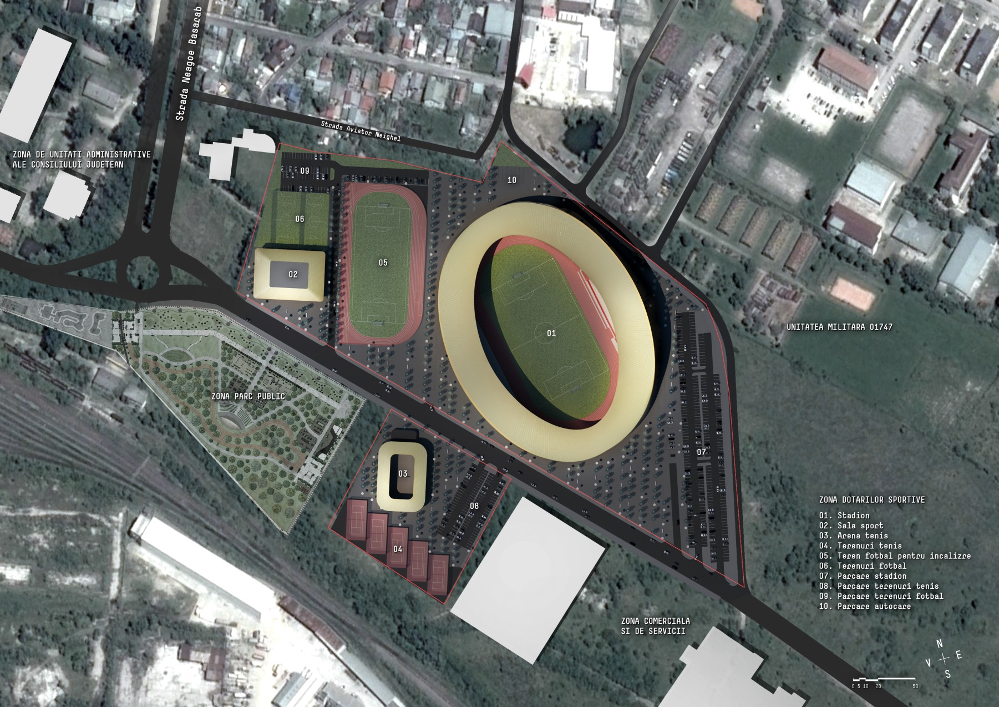 Strada Neagoe Basarab
Strada Aviator Neighel
ZONA DE UNITATI ADMINISTRATIVE
ALE CONSILIULUI JUDETEAN
09
10
06
02
05
01
UNITATEA MILITARA 01747
ZONA PARC PUBLIC
07
03
08
04
ZONA DOTARILOR SPORTIVE
01. Stadion
02. Sala sport
03. Arena tenis
04. Terenuri tenis
05. Teren fotbal pentru incalizre
06. Terenuri fotbal
07. Parcare stadion
08. Parcare terenuri tenis
09. Parcare terenuri fotbal
10. Parcare autocare
ZONA COMERCIALA
SI DE SERVICII
N
V E
S
0 5 10 20 50